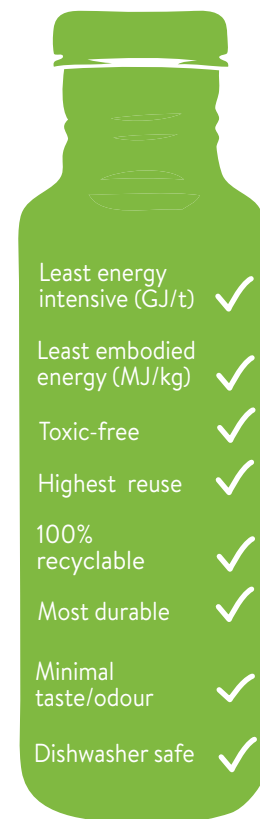 Least energy
intensive (GJ/t)
Least embodied
energy (MJ/kg)
Toxic-free
Highest reuse
100%
recyclable
Most durable
Minimal
taste/odour
Dishwasher safe